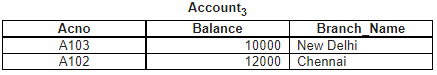 Account3
Acno Balance Branch_Name
A103 10000 New Delhi
A102 12000 Chennai